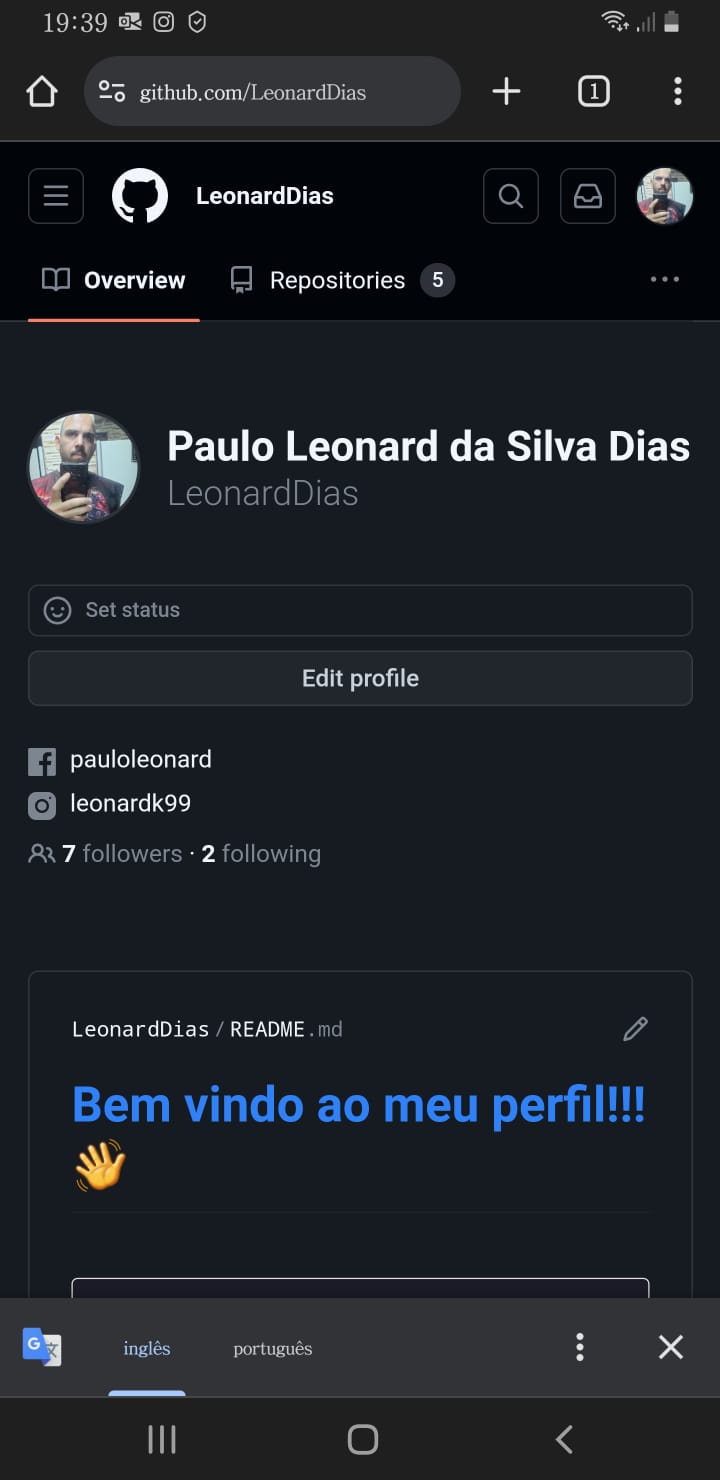 19:39
github.com/LeonardDias
1
LeonardDias
Overview
Repositories 5
Paulo Leonard da Silva Dias
LeonardDias
Set status
Edit profile
pauloleonard
leonardk99
7 followers · 2 following
LeonardDias/README.md
Bem vindo ao meu perfil!!!
👋
G 文
inglês
português